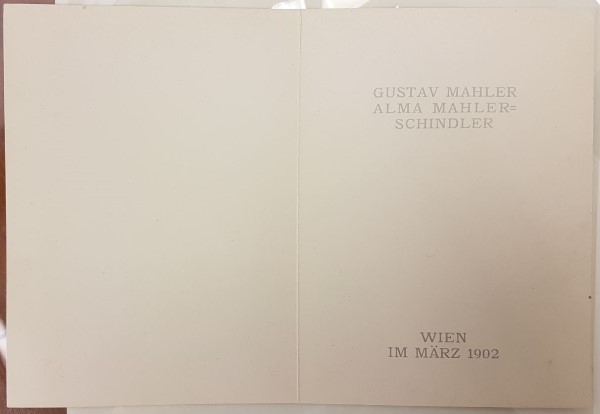 GUSTAV MAHLER
ALMA MAHLER=
SCHINDLER
WIEN
IM MÄRZ 1902